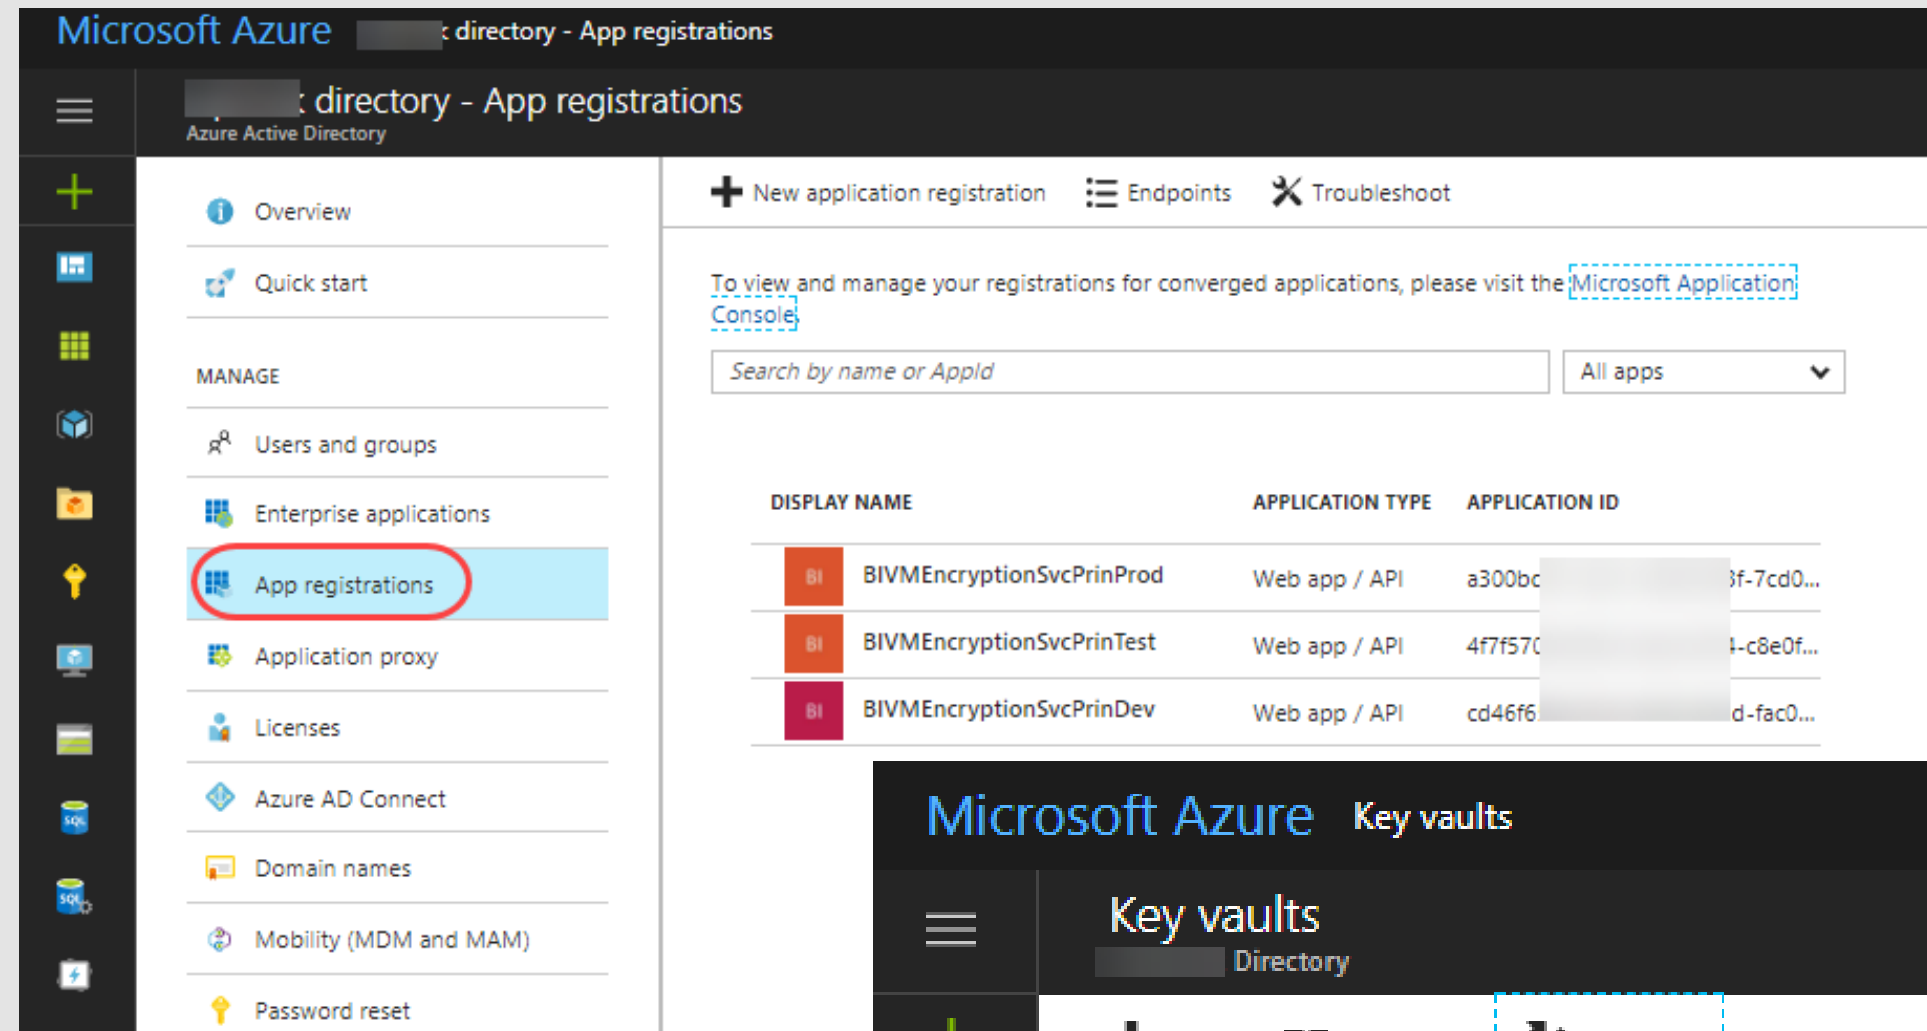 Microsoft Azure directory - App registrations
directory - App registrations
Azure Active Directory
Overview
Quick start
MANAGE
Users and groups
Enterprise applications
App registrations
Application proxy
Licenses
Azure AD Connect
Domain names
Mobility (MDM and MAM)
Password reset
New application registration Endpoints Troubleshoot
To view and manage your registrations for converged applications, please visit the Microsoft Application
Console.
Search by name or AppId All apps
DISPLAY NAME APPLICATION TYPE APPLICATION ID
BI BIVMEncryptionSvcPrinProd Web app / API a300bc 3f-7cd0...
BI BIVMEncryptionSvcPrinTest Web app / API 4f7f570 4-c8e0f...
BI BIVMEncryptionSvcPrinDev Web app / API cd46f6 d-fac0...
SQL
SQL
Microsoft Azure Key vaults
Key vaults
Directory